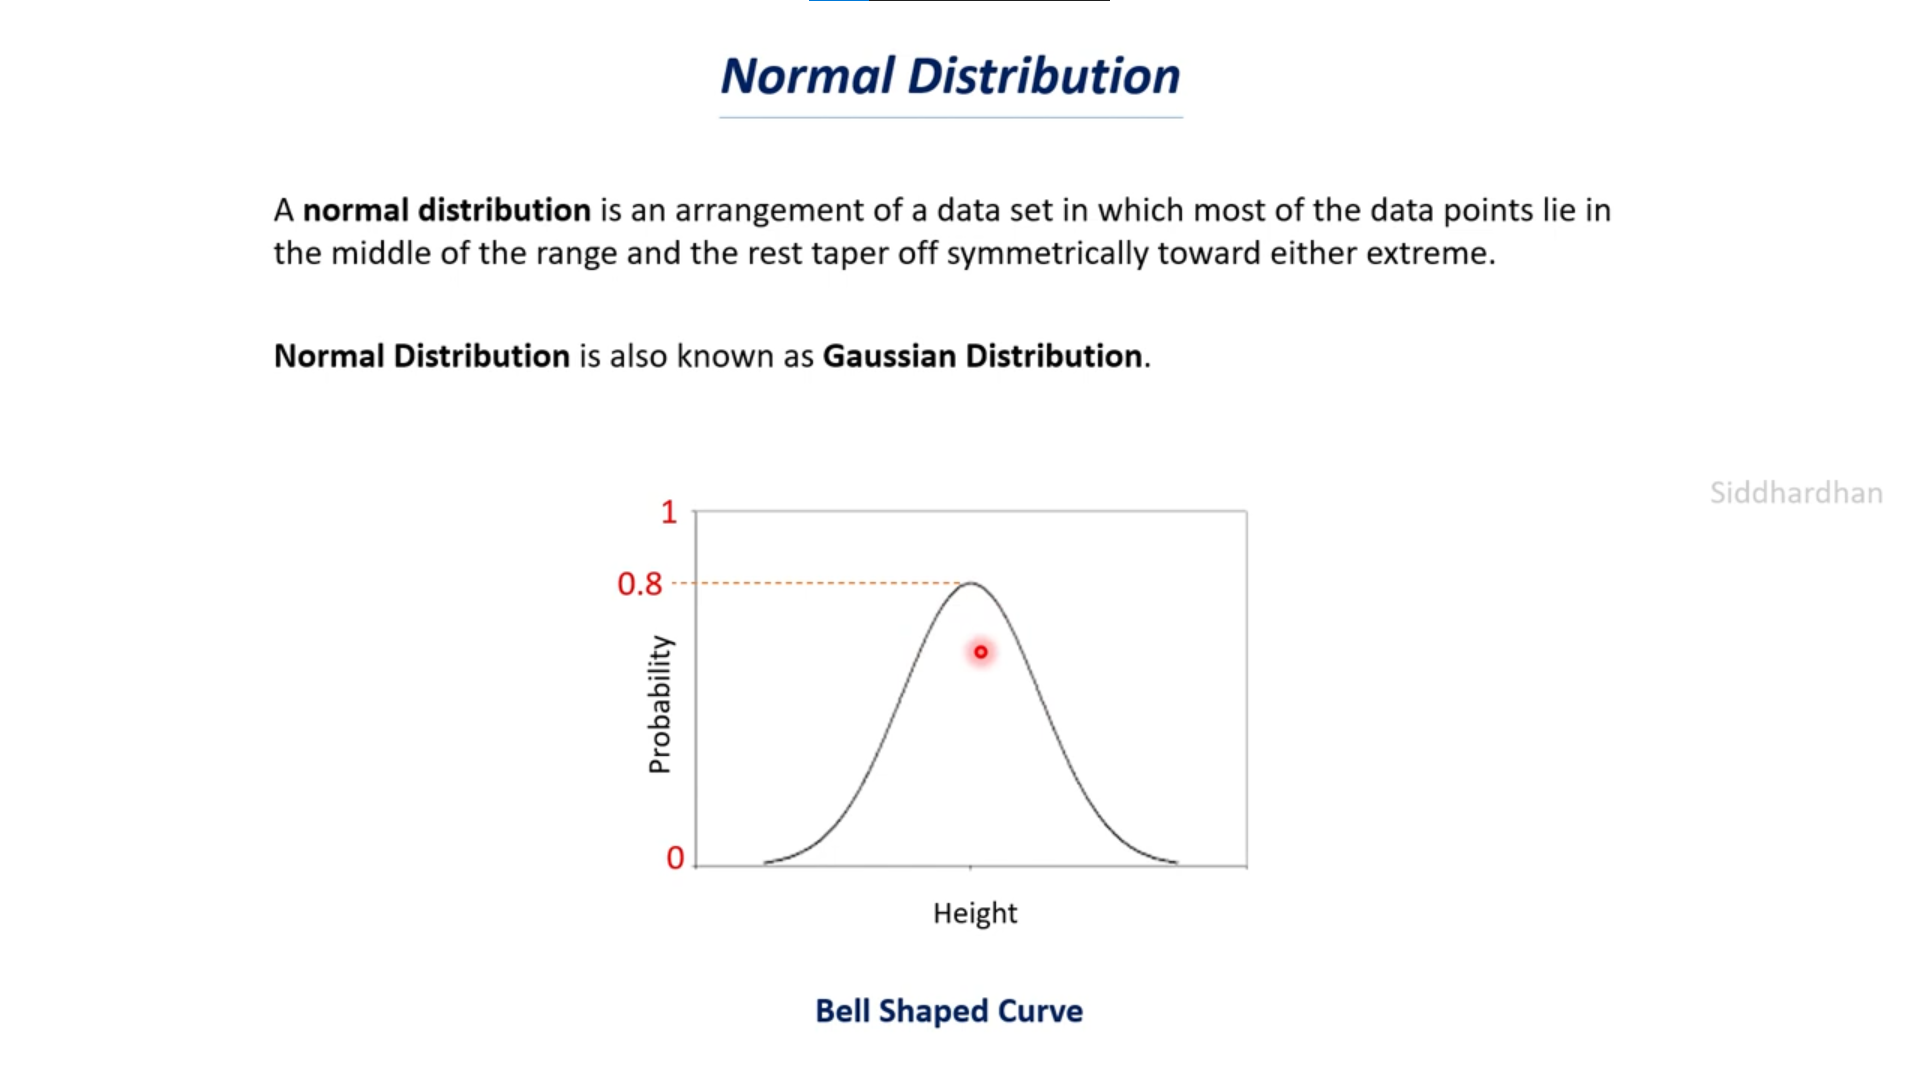 Normal Distribution
A normal distribution is an arrangement of a data set in which most of the data points lie in
the middle of the range and the rest taper off symmetrically toward either extreme.
Normal Distribution is also known as Gaussian Distribution.
Siddhardhan
1
0.8
Probability
0
Height
Bell Shaped Curve